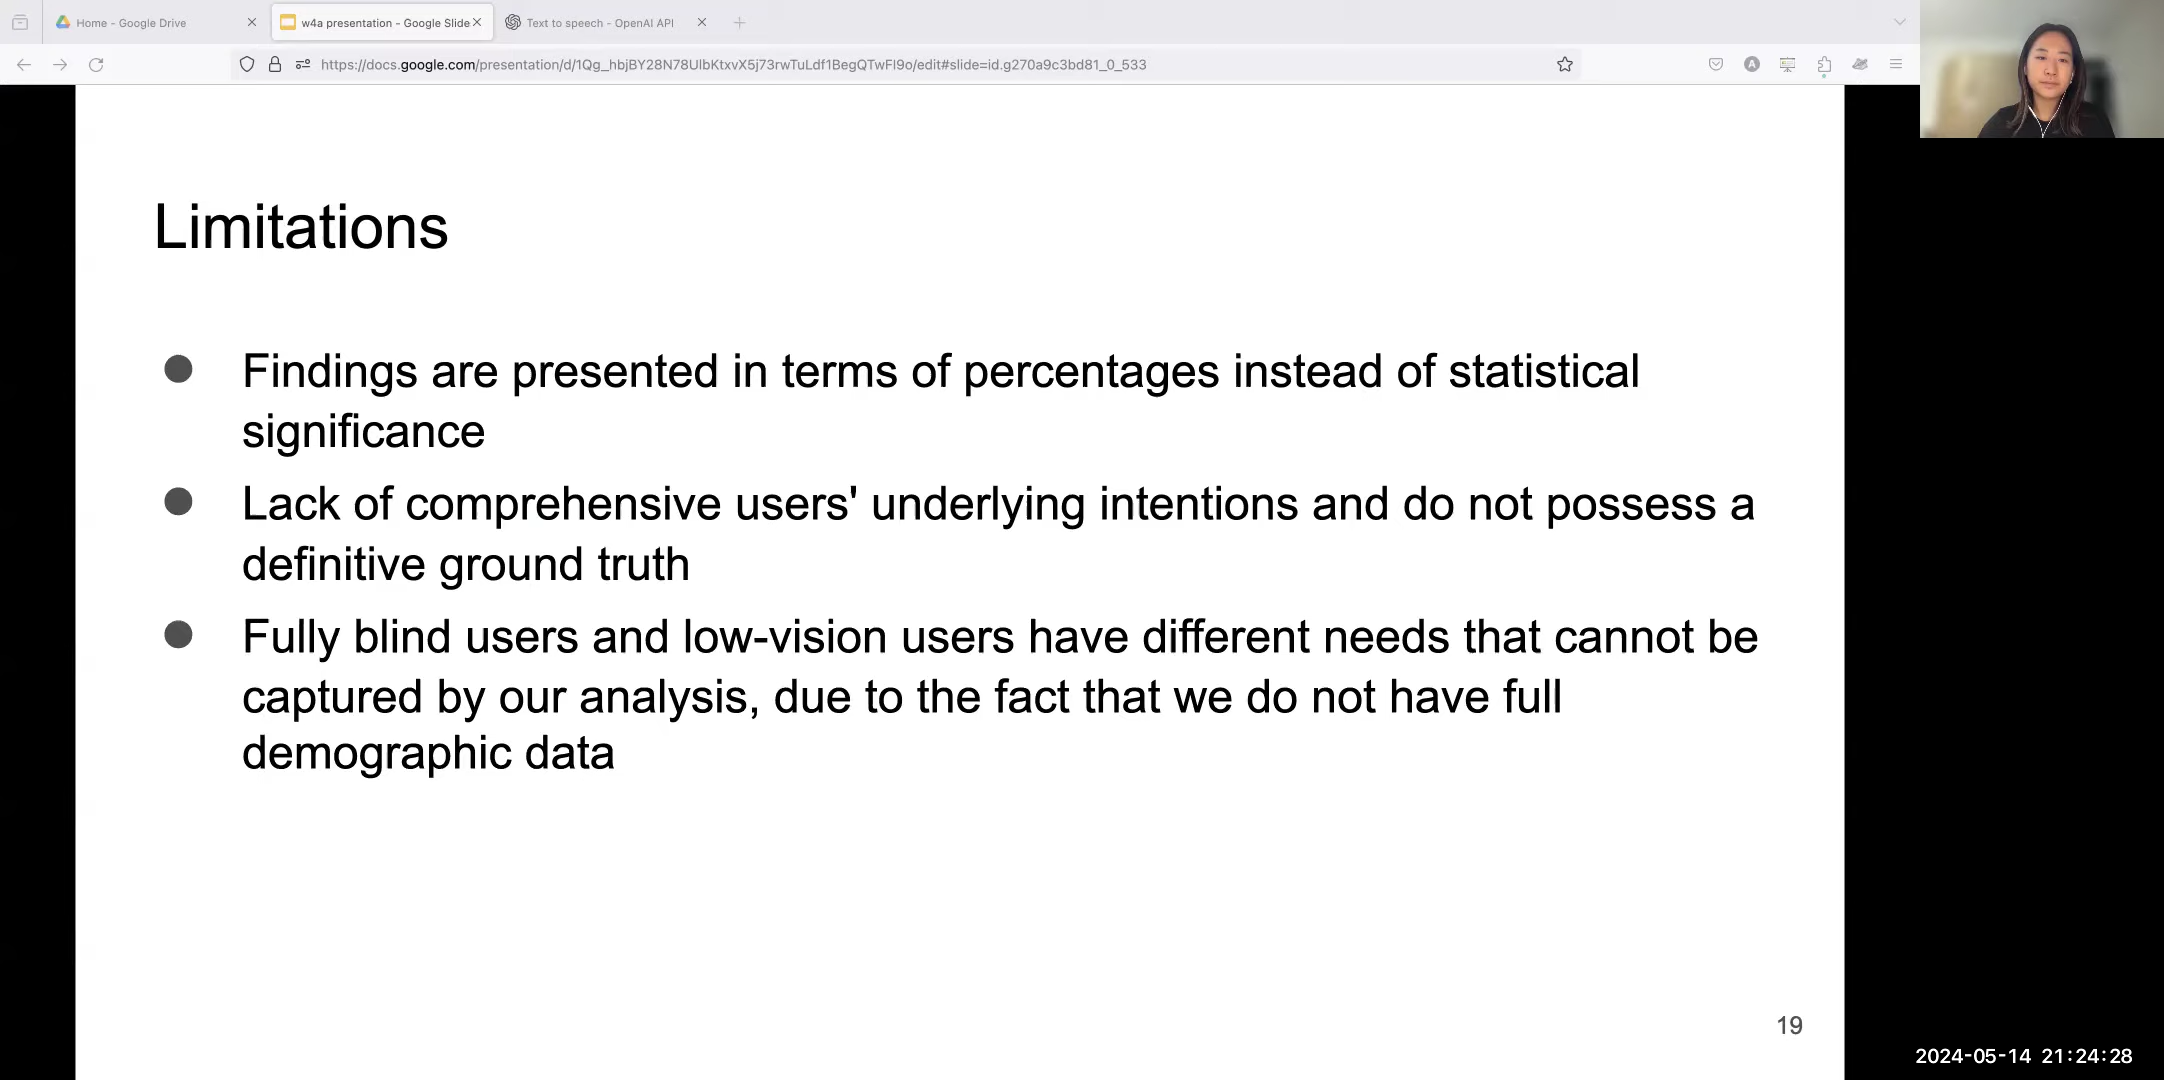 Home - Google Drive
w4a presentation - Google Slide
Text to speech - OpenAI API
https://docs.google.com/presentation/d/1Qg_hbjBY28N78UlbKtxvX5j73rwTuLdf1BegQTwFI9o/edit#slide=id.g270a9c3bd81_0_533
A
Limitations
Findings are presented in terms of percentages instead of statistical
significance
Lack of comprehensive users' underlying intentions and do not possess a
definitive ground truth
Fully blind users and low-vision users have different needs that cannot be
captured by our analysis, due to the fact that we do not have full
demographic data
19
2024-05-14 21:24:28